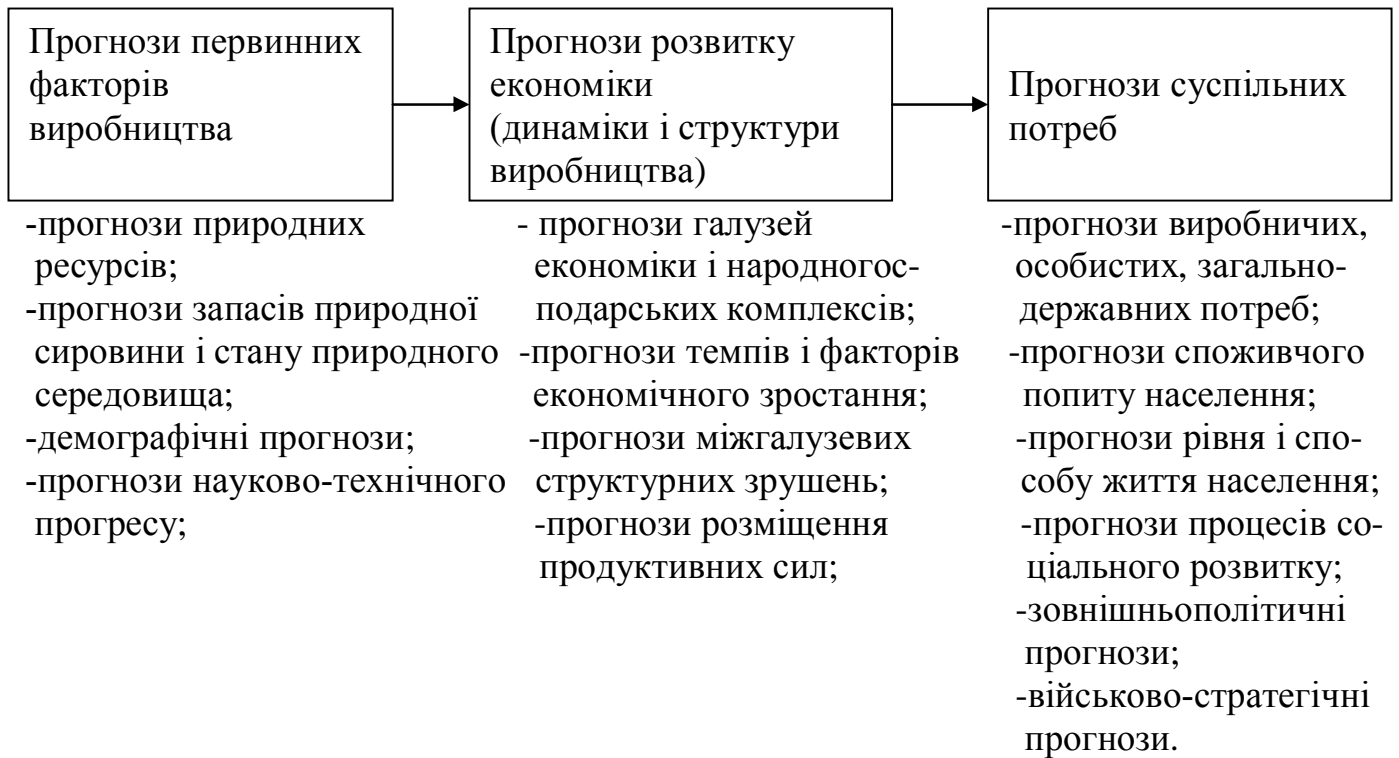 Прогнози первинних
факторів
виробництва
Прогнози розвитку
економіки
(динаміки і структури
виробництва)
Прогнози суспільних
потреб
-прогнози природних
ресурсів;
-прогнози запасів природної
сировини і стану природного
середовища;
-демографічні прогнози;
-прогнози науково-технічного
прогресу;
- прогнози галузей
економіки і народногос-
подарських комплексів;
-прогнози темпів і факторів
економічного зростання;
-прогнози міжгалузевих
структурних зрушень;
-прогнози розміщення
продуктивних сил;
-прогнози виробничих,
особистих, загально-
державних потреб;
-прогнози споживчого
попиту населення;
-прогнози рівня і спо-
собу життя населення;
-прогнози процесів со-
ціального розвитку;
-зовнішньополітичні
прогнози;
-військово-стратегічні
прогнози.